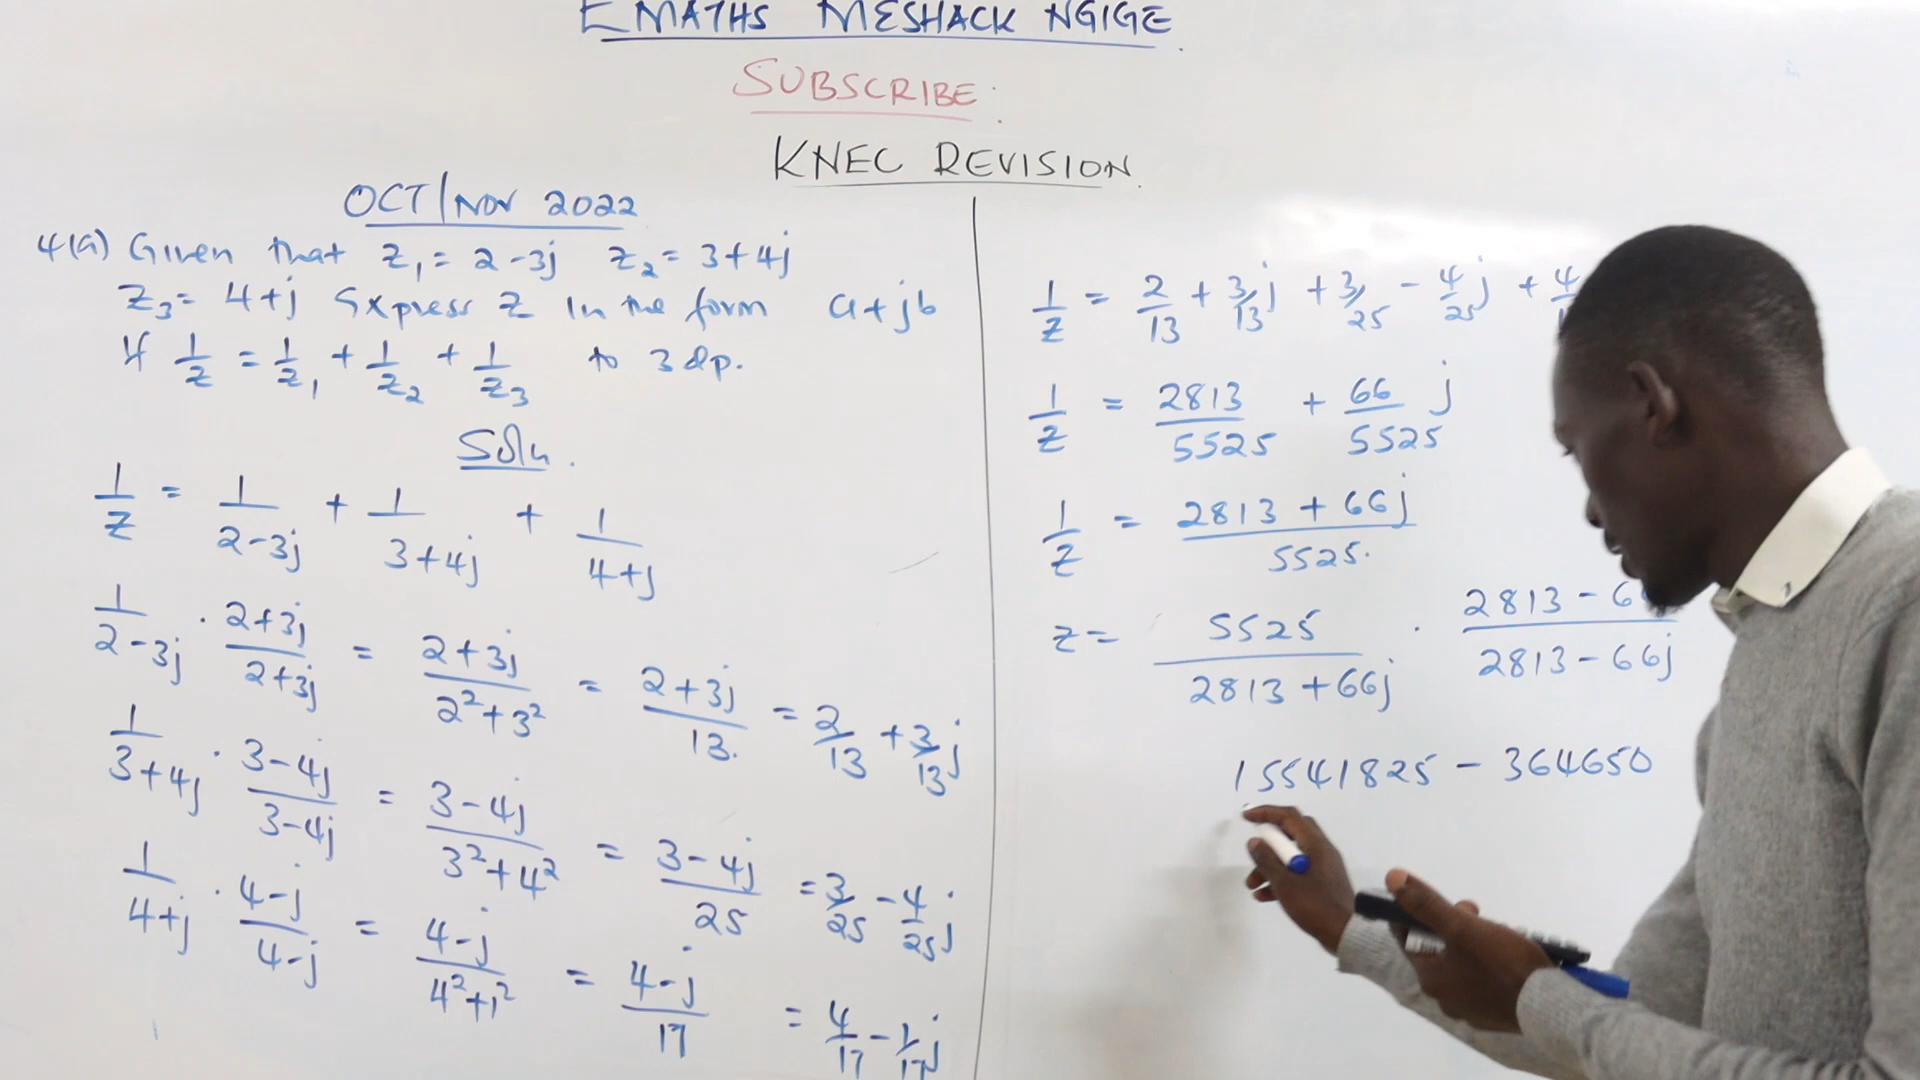 EMATHS MESHACK NGIGE
SUBSCRIBE.
KNEC REVISION.
OCT/NOV 2022
4(a) Given that z₁ = 2-3j z₂ = 3+4j
z₃ = 4+j Express z in the form a+jb
If 1/z = 1/z₁ + 1/z₂ + 1/z₃ to 3dp.
Soln.
1/z = 1/(2-3j) + 1/(3+4j) + 1/(4+j)
1/(2-3j) · (2+3j)/(2+3j) = (2+3j)/(2²+3²) = (2+3j)/13. = 2/13 + 3/13 j
1/(3+4j) · (3-4j)/(3-4j) = (3-4j)/(3²+4²) = (3-4j)/25 = 3/25 - 4/25 j
1/(4+j) · (4-j)/(4-j) = (4-j)/(4²+1²) = (4-j)/17 = 4/17 - 1/17 j
1/z = 2/13 + 3/13 j + 3/25 - 4/25 j + 4
1/z = 2813/5525 + 66/5525 j
1/z = (2813 + 66j)/5525.
z = 5525/(2813 + 66j) · (2813 - 6)/(2813 - 66j)
15541825 - 364650